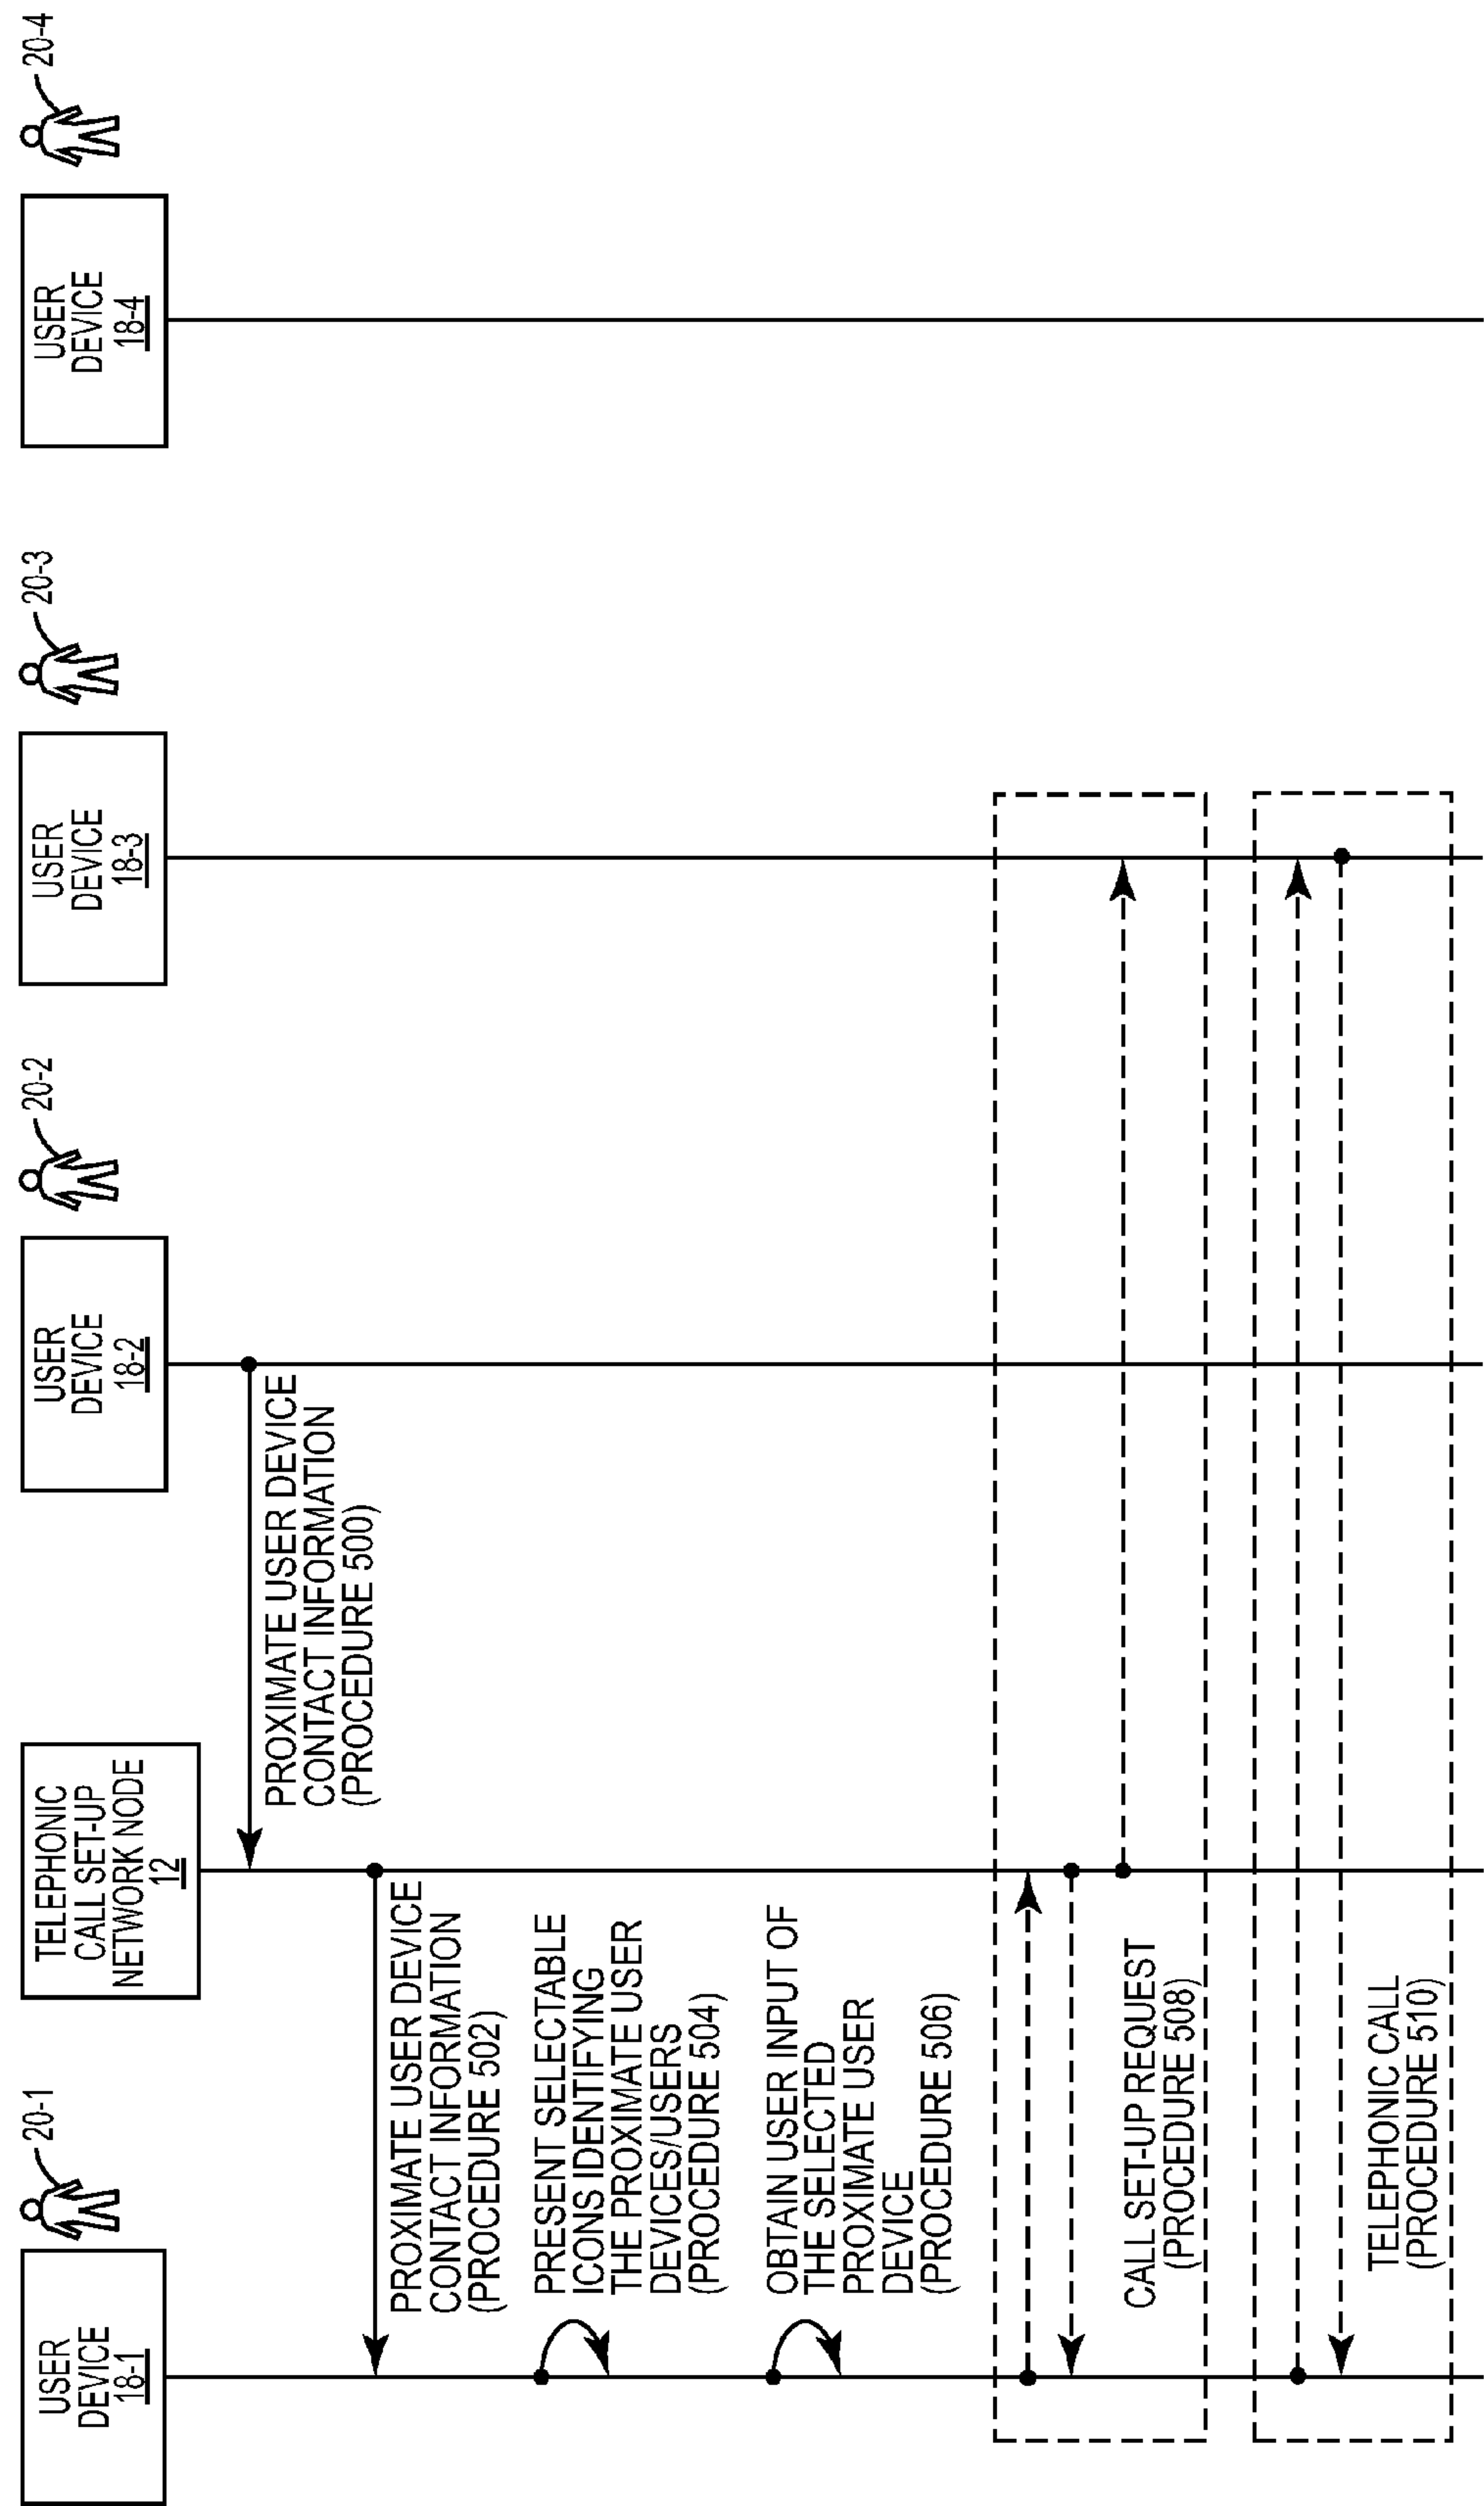 20-1
USER
DEVICE
18-1
TELEPHONIC
CALL SET-UP
NETWORK NODE
12
20-2
USER
DEVICE
18-2
20-3
USER
DEVICE
18-3
20-4
USER
DEVICE
18-4
PROXIMATE USER DEVICE
CONTACT INFORMATION
(PROCEDURE 500)
PROXIMATE USER DEVICE
CONTACT INFORMATION
(PROCEDURE 502)
PRESENT SELECTABLE
ICONS IDENTIFYING
THE PROXIMATE USER
DEVICES/USERS
(PROCEDURE 504)
OBTAIN USER INPUT OF
THE SELECTED
PROXIMATE USER
DEVICE
(PROCEDURE 506)
CALL SET-UP REQUEST
(PROCEDURE 508)
TELEPHONIC CALL
(PROCEDURE 510)